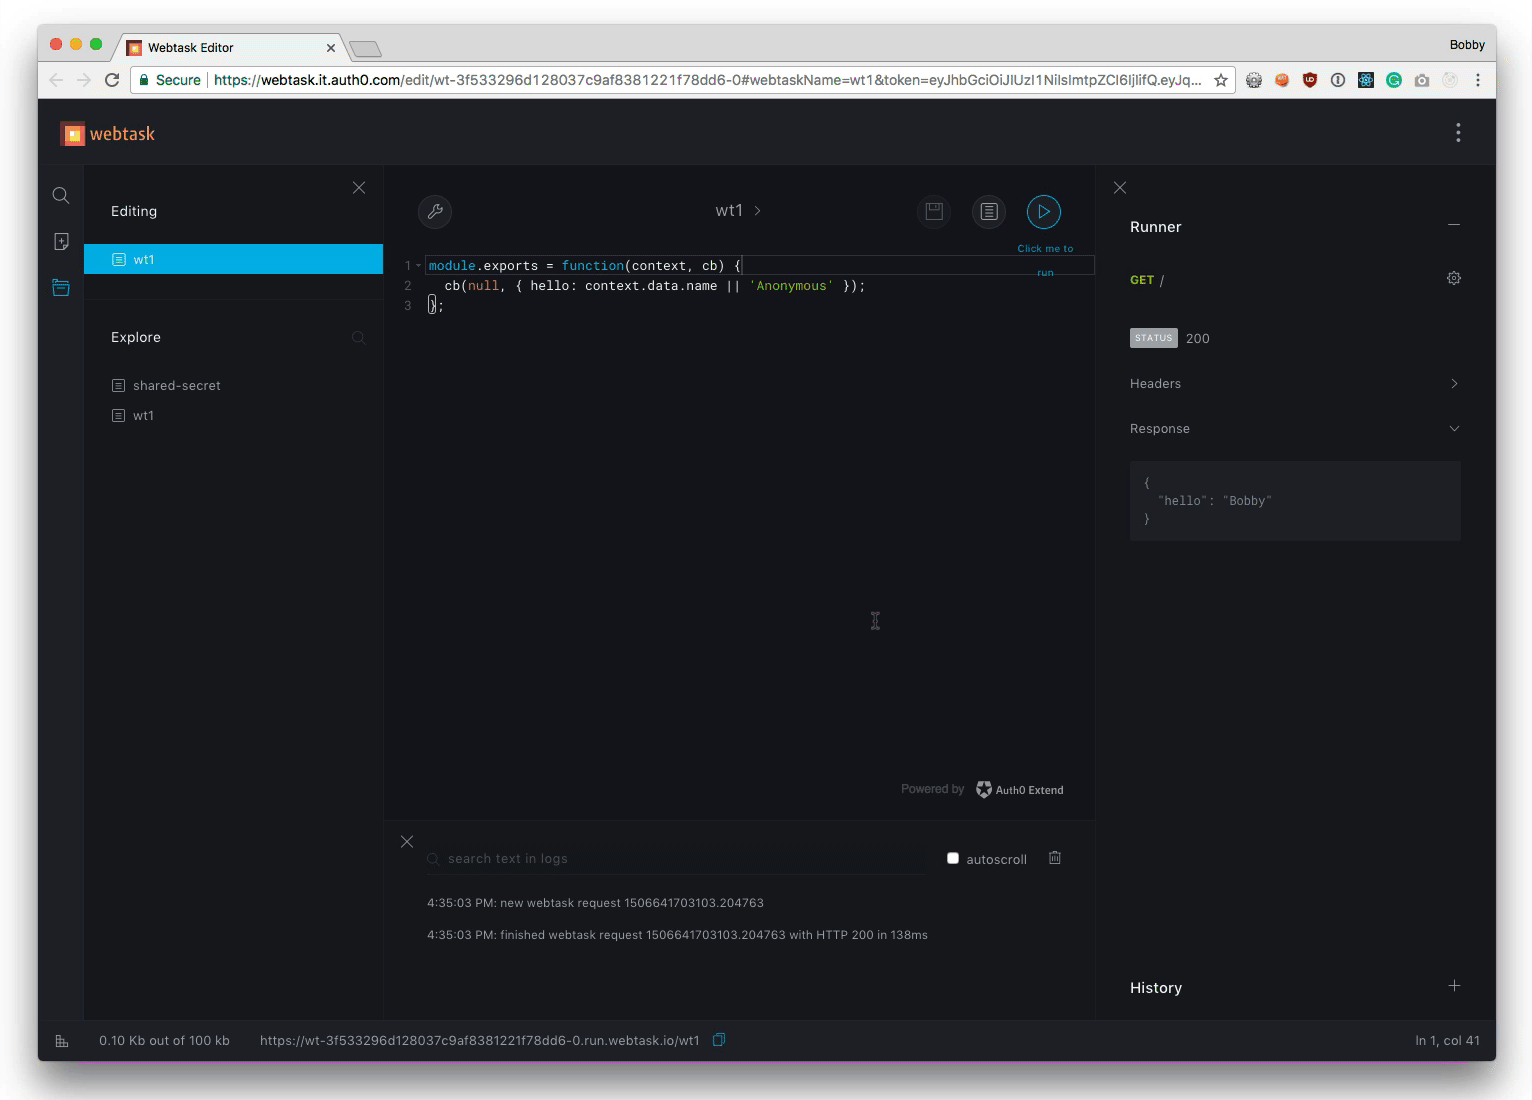 Webtask Editor
Bobby
Secure
https://webtask.it.auth0.com/edit/wt-3f533296d128037c9af8381221f78dd6-0#webtaskName=wt1&token=eyJhbGciOiJIUzI1NiIsImtpZCI6IjIifQ.eyJq...
webtask
Editing
wt1
Explore
shared-secret
wt1
wt1 >
Click me to
run
1 module.exports = function(context, cb) {
2 cb(null, { hello: context.data.name || 'Anonymous' });
3 };
Powered by Auth0 Extend
search text in logs
autoscroll
4:35:03 PM: new webtask request 1506641703103.204763
4:35:03 PM: finished webtask request 1506641703103.204763 with HTTP 200 in 138ms
Runner
GET /
STATUS 200
Headers
Response
{
"hello": "Bobby"
}
History
0.10 Kb out of 100 kb
https://wt-3f533296d128037c9af8381221f78dd6-0.run.webtask.io/wt1
ln 1, col 41